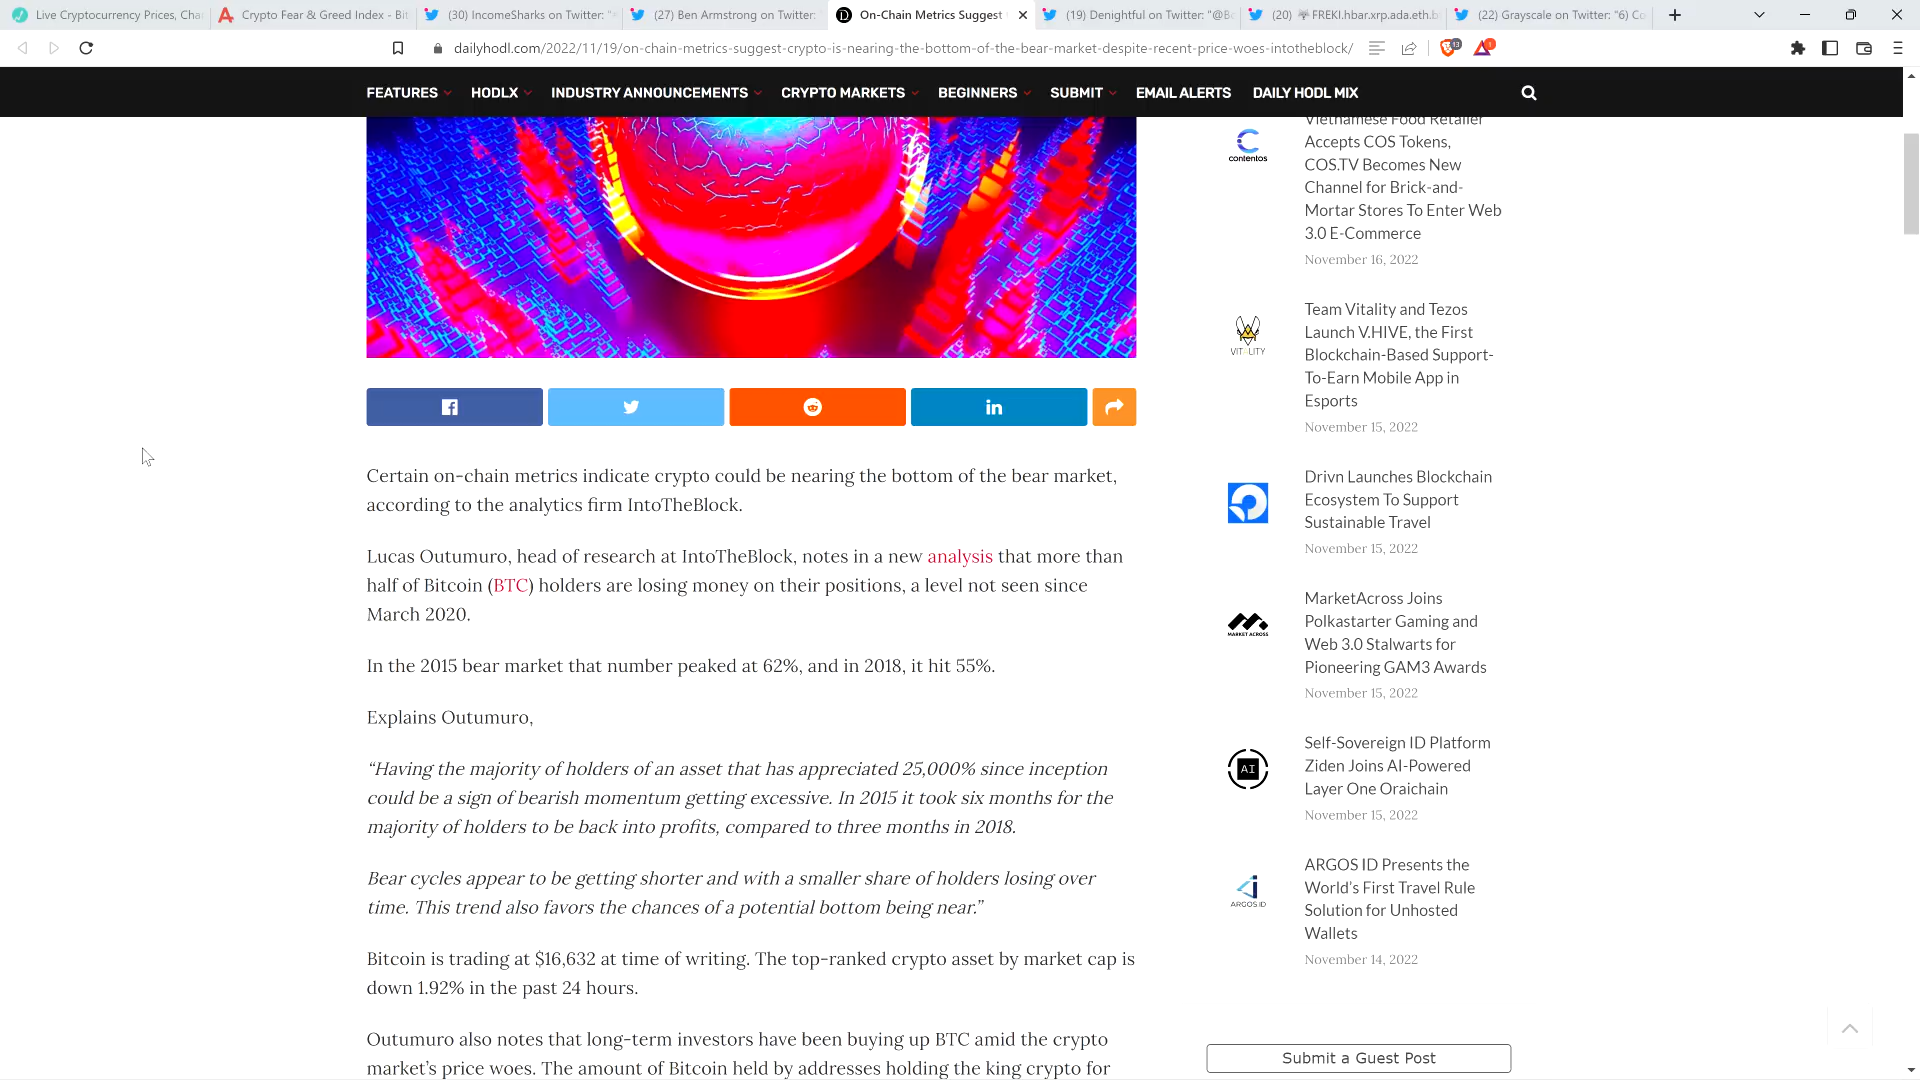 Live Cryptocurrency Prices, Cha
Crypto Fear & Greed Index - Bit
(30) IncomeSharks on Twitter: "
(27) Ben Armstrong on Twitter:
On-Chain Metrics Suggest
(19) Denightful on Twitter: "@Be
(20) FREKI.hbar.xrp.ada.eth.b
(22) Grayscale on Twitter: "6) Co
dailyhodl.com/2022/11/19/on-chain-metrics-suggest-crypto-is-nearing-the-bottom-of-the-bear-market-despite-recent-price-woes-intotheblock/
FEATURES HODLX INDUSTRY ANNOUNCEMENTS CRYPTO MARKETS BEGINNERS SUBMIT EMAIL ALERTS DAILY HODL MIX
Certain on-chain metrics indicate crypto could be nearing the bottom of the bear market,
according to the analytics firm IntoTheBlock.
Lucas Outumuro, head of research at IntoTheBlock, notes in a new analysis that more than
half of Bitcoin (BTC) holders are losing money on their positions, a level not seen since
March 2020.
In the 2015 bear market that number peaked at 62%, and in 2018, it hit 55%.
Explains Outumuro,
“Having the majority of holders of an asset that has appreciated 25,000% since inception
could be a sign of bearish momentum getting excessive. In 2015 it took six months for the
majority of holders to be back into profits, compared to three months in 2018.
Bear cycles appear to be getting shorter and with a smaller share of holders losing over
time. This trend also favors the chances of a potential bottom being near.”
Bitcoin is trading at $16,632 at time of writing. The top-ranked crypto asset by market cap is
down 1.92% in the past 24 hours.
Outumuro also notes that long-term investors have been buying up BTC amid the crypto
market’s price woes. The amount of Bitcoin held by addresses holding the king crypto for
contentos
Vietnamese Food Retailer
Accepts COS Tokens,
COS.TV Becomes New
Channel for Brick-and-
Mortar Stores To Enter Web
3.0 E-Commerce
November 16, 2022
VITALITY
Team Vitality and Tezos
Launch V.HIVE, the First
Blockchain-Based Support-
To-Earn Mobile App in
Esports
November 15, 2022
Drivn Launches Blockchain
Ecosystem To Support
Sustainable Travel
November 15, 2022
MARKET ACROSS
MarketAcross Joins
Polkastarter Gaming and
Web 3.0 Stalwarts for
Pioneering GAM3 Awards
November 15, 2022
AI
Self-Sovereign ID Platform
Ziden Joins AI-Powered
Layer One Oraichain
November 15, 2022
ARGOS ID
ARGOS ID Presents the
World’s First Travel Rule
Solution for Unhosted
Wallets
November 14, 2022
Submit a Guest Post